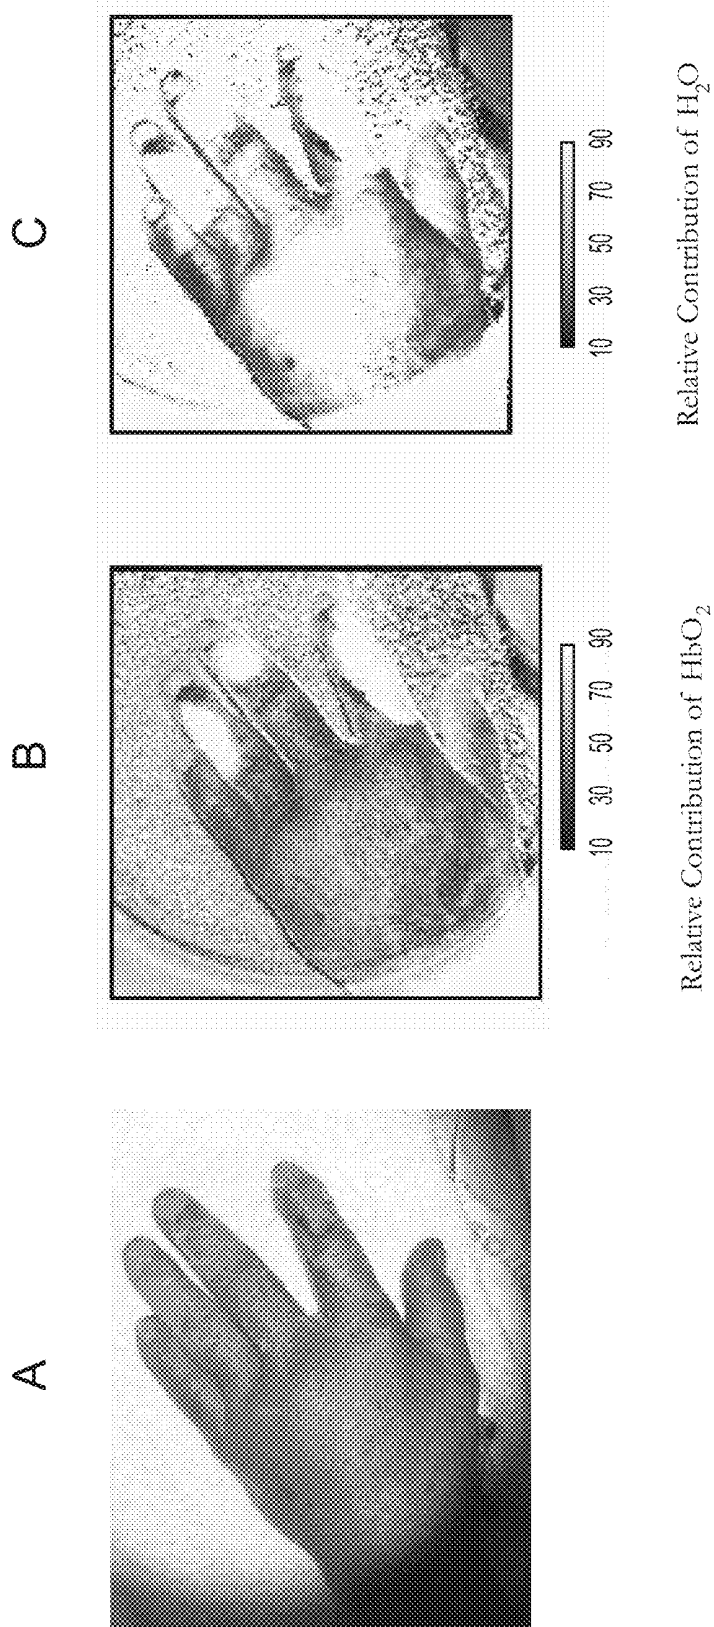 A
B
C
10 30 50 70 90
10 30 50 70 90
Relative Contribution of HbO₂
Relative Contribution of H₂O